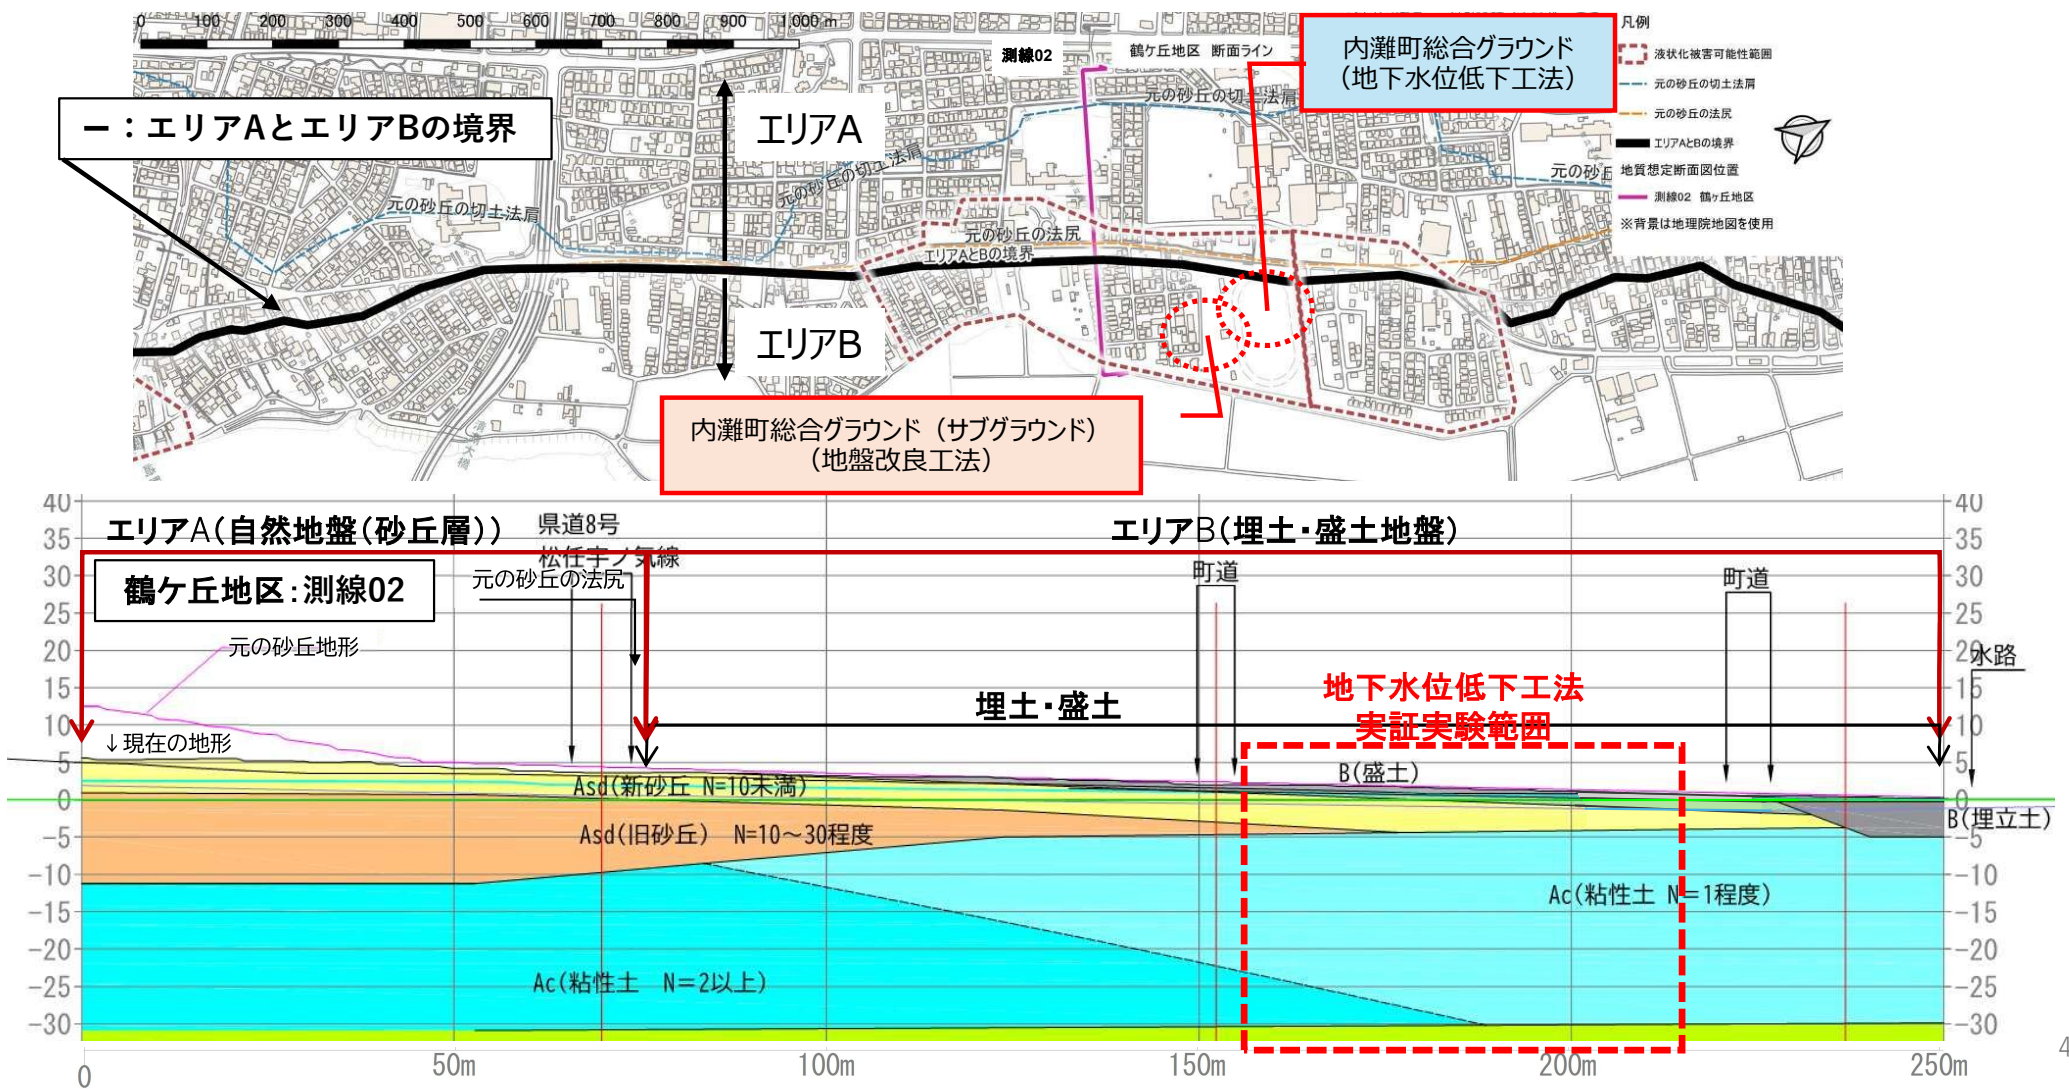 0 100 200 300 400 500 600 700 800 900 1,000 m
測線02
鶴ケ丘地区 断面ライン
内灘町総合グラウンド
（地下水位低下工法）
凡例
液状化被害可能性範囲
元の砂丘の切土法肩
元の砂丘の法尻
エリアAとBの境界
地質想定断面図位置
測線02 鶴ケ丘地区
※背景は地理院地図を使用
ー：エリアAとエリアBの境界
エリアA
エリアB
元の砂丘の切土法肩
元の砂丘の切土法肩
元の砂丘の切土法肩
元の砂丘の法尻
エリアAとBの境界
元の砂丘
内灘町総合グラウンド（サブグラウンド）
（地盤改良工法）
エリアA(自然地盤(砂丘層))
県道8号
松任宇ノ気線
エリアB(埋土・盛土地盤)
鶴ケ丘地区：測線02
元の砂丘の法尻
町道
町道
元の砂丘地形
水路
↓現在の地形
埋土・盛土
地下水位低下工法
実証実験範囲
B(盛土)
Asd(新砂丘 N=10未満)
Asd(旧砂丘) N=10～30程度
B(埋立土)
Ac(粘性土 N=1程度)
Ac(粘性土 N=2以上)
40
35
30
25
20
15
10
5
0
-5
-10
-15
-20
-25
-30
40
35
30
25
20
15
10
5
0
-5
-10
-15
-20
-25
-30
0 50m 100m 150m 200m 250m
4